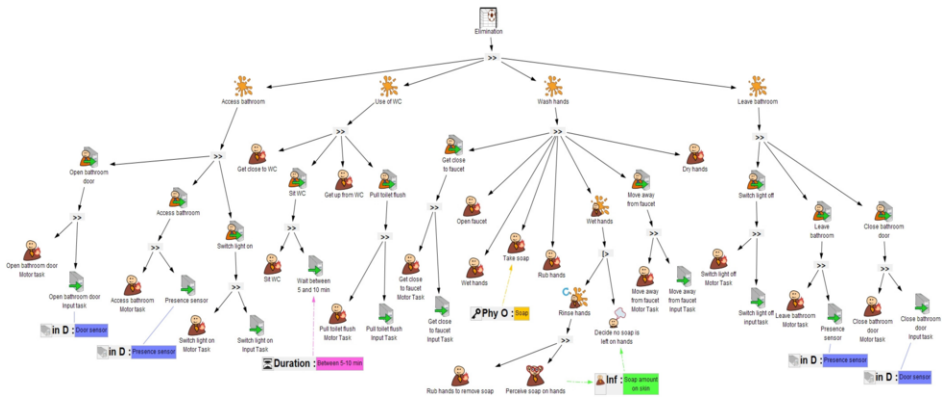 Elimination
>>
Access bathroom
Use of WC
Wash hands
Leave bathroom
>>
>>
>>
>>
Open bathroom
door
Access bathroom
Switch light on
Get close to WC
Sit WC
Get up from WC
Pull toilet flush
Get close
to faucet
Open faucet
Wet hands
Take soap
Rub hands
Wet hands
Move away
from faucet
Dry hands
Switch light off
Leave
bathroom
Close bathroom
door
>>
>>
>>
>>
>>
>>
[>
>>
>>
>>
>>
Open bathroom door
Motor task
Open bathroom door
Input task
in D : Door sensor
Access bathroom
Motor task
Presence sensor
in D : Presence sensor
Switch light on
Motor Task
Switch light on
Input Task
Sit WC
Wait between
5 and 10 min
Duration : Between 5-10 min
Pull toilet flush
Motor Task
Pull toilet flush
Input Task
Get close
to faucet
Motor Task
Get close to
faucet Input
Task
Phy O : Soap
Rinse hands
Decide no soap is
left on hands
>>
Rub hands to remove soap
Perceive soap on hands
Inf : Soap amount
on skin
Move away
from faucet
Motor Task
Move away
from faucet
Input Task
Switch light off
Motor Task
Switch light off
Input task
Leave bathroom
Motor task
Presence
sensor
in D : Presence sensor
Close bathroom
door
Motor task
Close bathroom
door
Input task
in D : Door sensor